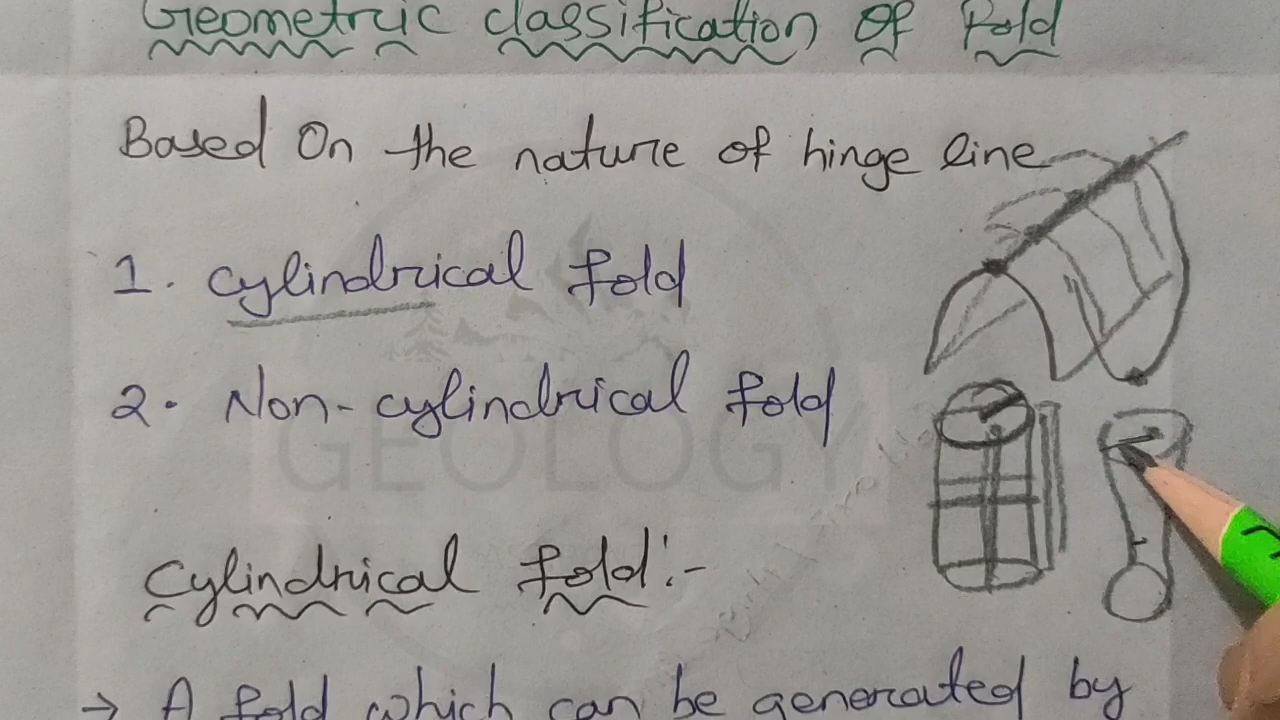 Geometric classification of Fold
Based On the nature of hinge line
1. cylindrical fold
2. Non-cylindrical fold
GEOLOGY
Cylindrical fold:-
→ A fold which can be generated by